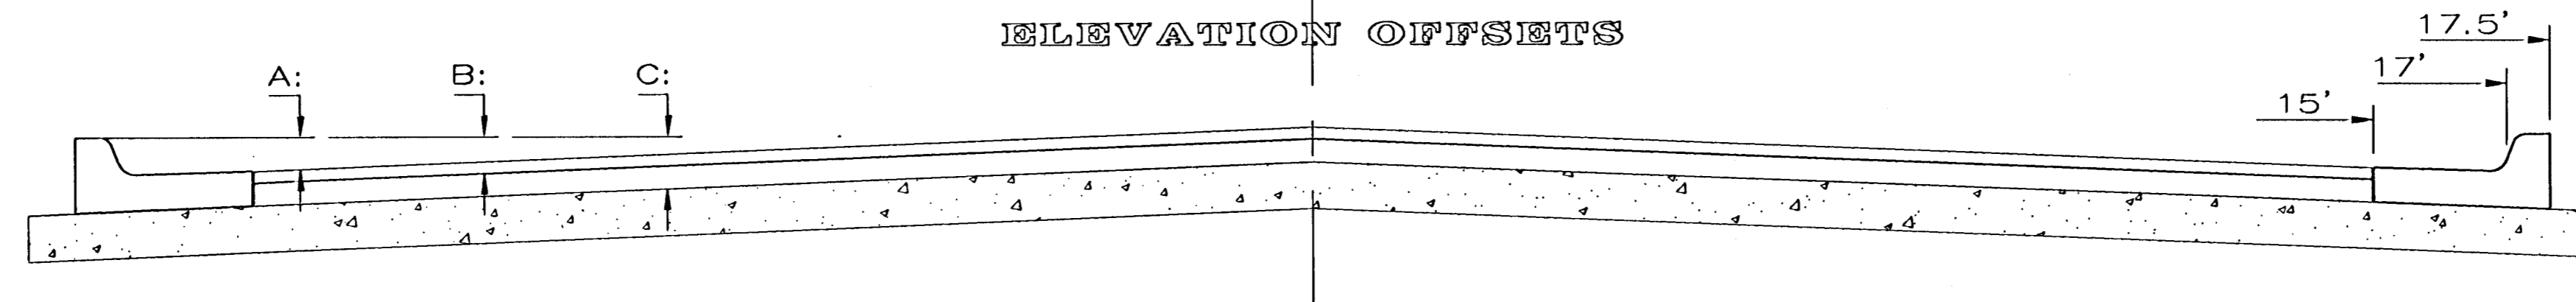 ELEVATION OFFSETS
17.5'
17'
15'
A:
B:
C: